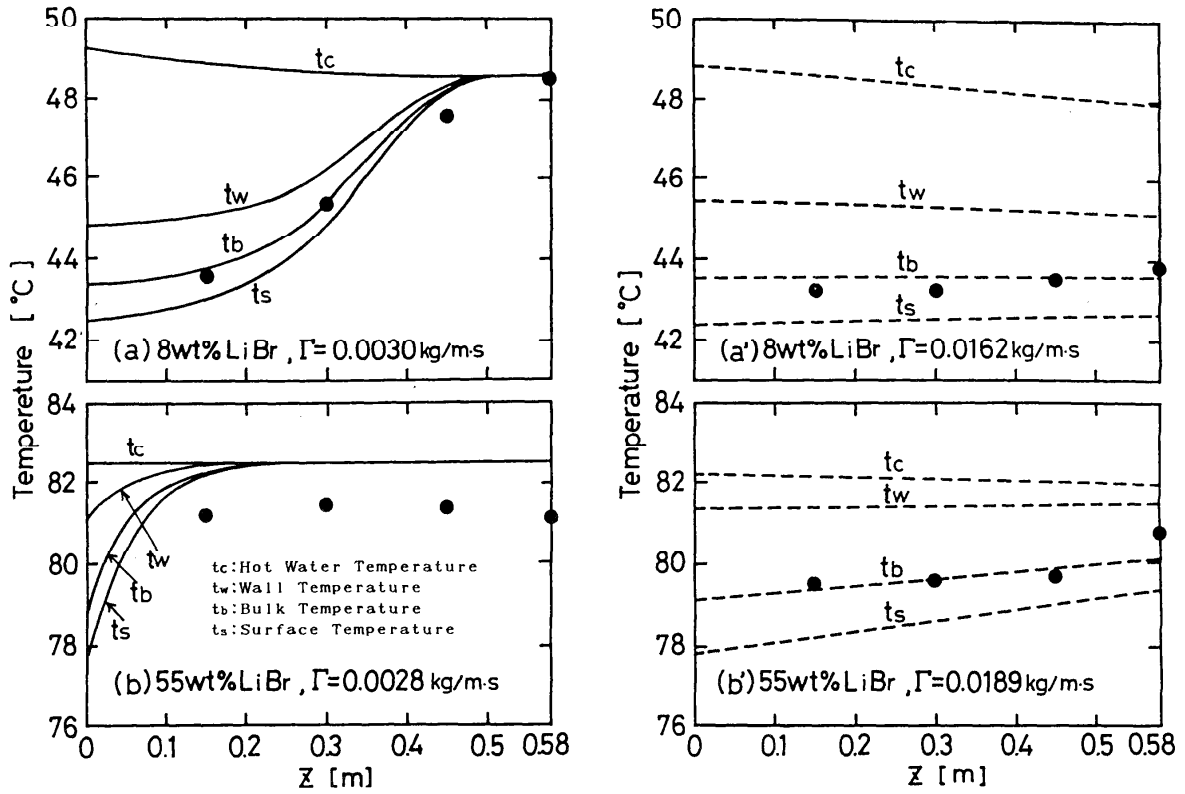 50
48
46
44
42
Tempereture [°C]
tc
tw
tb
ts
(a) 8wt% LiBr, Γ=0.0030 kg/m·s
84
82
80
78
76
tc
tw
tb
ts
tc:Hot Water Temperature
tw:Wall Temperature
tb:Bulk Temperature
ts:Surface Temperature
(b) 55wt% LiBr, Γ=0.0028 kg/m·s
0 0.1 0.2 0.3 0.4 0.5 0.58
Z [m]
50
48
46
44
42
Temperature [°C]
tc
tw
tb
ts
(a') 8wt% LiBr, Γ=0.0162 kg/m·s
84
82
80
78
76
tc
tw
tb
ts
(b') 55wt% LiBr, Γ=0.0189 kg/m·s
0 0.1 0.2 0.3 0.4 0.5 0.58
Z [m]